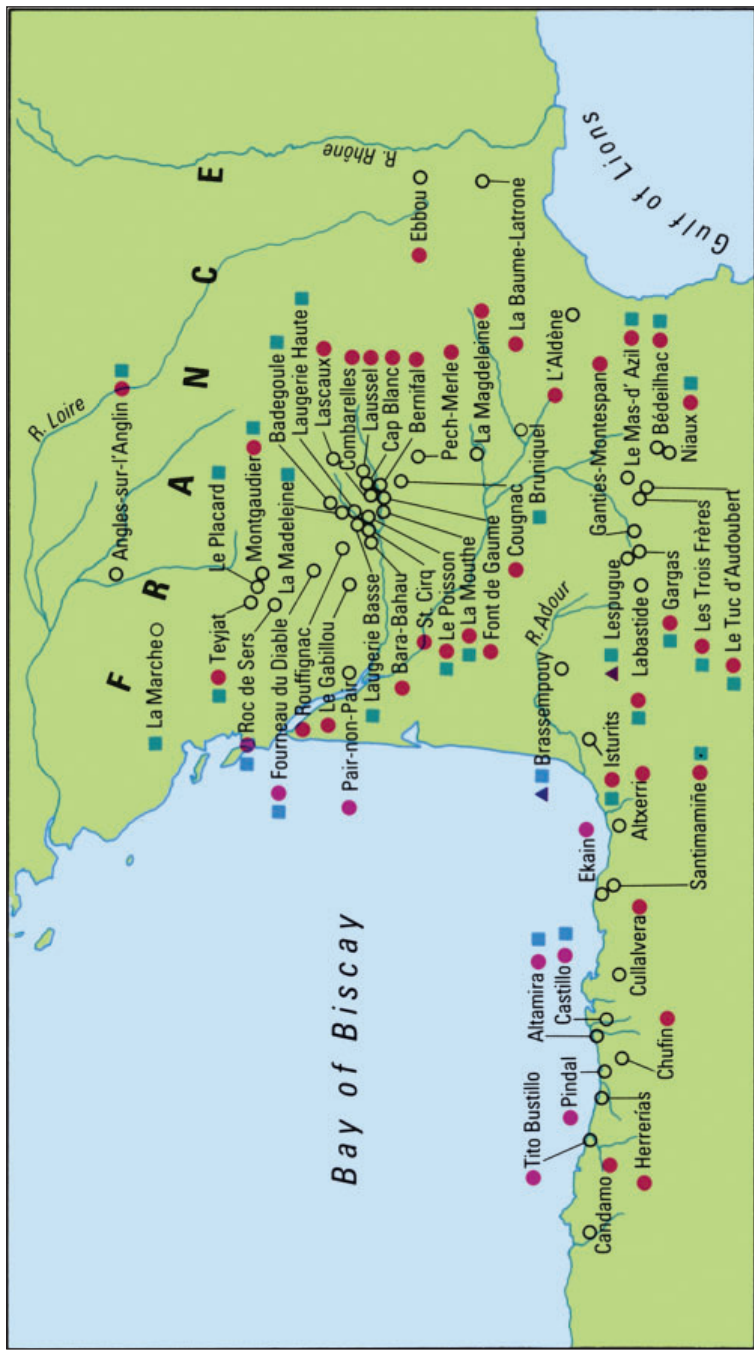 R. Loire
Angles-sur-l'Anglin
F R A N C E
La Marche
Le Placard
Teyjat
Montgaudier
Roc de Sers
La Madeleine
Fourneau du Diable
Badegoule
Laugerie Haute
Rouffignac
Lascaux
Le Gabillou
Combarelles
Pair-non-Pair
Laussel
Laugerie Basse
Cap Blanc
Bara-Bahau
Bernifal
St. Cirq
Pech-Merle
Le Poisson
La Mouthe
La Magdeleine
Font de Gaume
Cougnac
La Baume-Latrone
Bruniquel
L'Aldène
R. Rhône
Ebbou
Gulf of Lions
Bay of Biscay
R. Adour
Brassempouy
Ganties-Montespan
Lespugue
Le Mas-d' Azil
Isturits
Labastide
Bédeilhac
Altxerri
Gargas
Niaux
Les Trois Frères
Le Tuc d'Audoubert
Santimamiñe
Ekain
Altamira
Castillo
Cullalvera
Tito Bustillo
Pindal
Chufin
Candamo
Herrerías